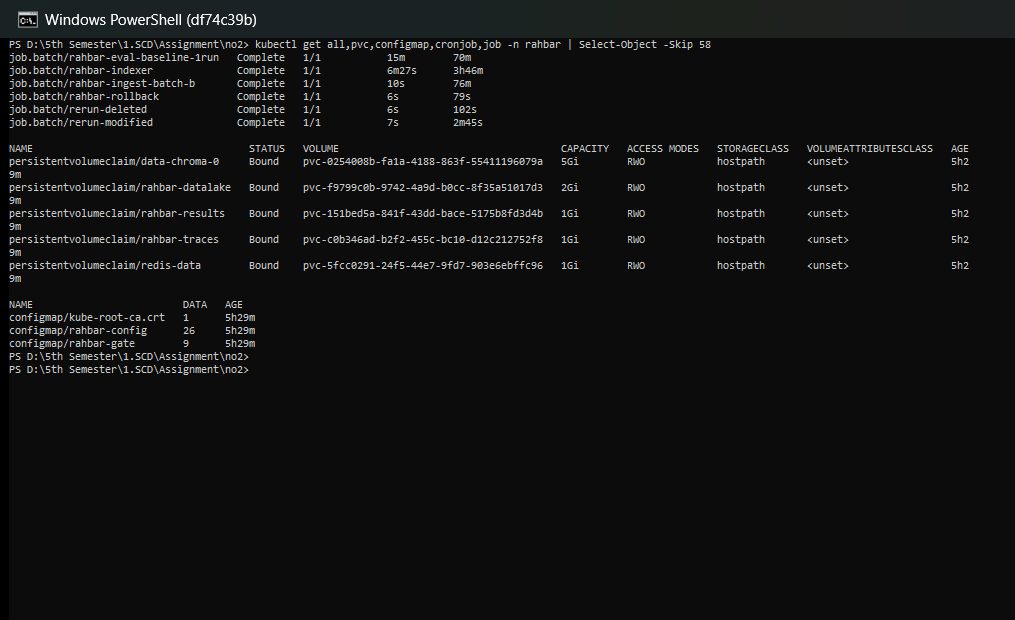 Windows PowerShell (df74c39b)
PS D:\5th Semester\1.SCD\Assignment\no2> kubectl get all,pvc,configmap,cronjob,job -n rahbar | Select-Object -Skip 58
job.batch/rahbar-eval-baseline-1run   Complete   1/1           15m        70m
job.batch/rahbar-indexer              Complete   1/1           6m27s      3h46m
job.batch/rahbar-ingest-batch-b       Complete   1/1           10s        76m
job.batch/rahbar-rollback             Complete   1/1           6s         79s
job.batch/rerun-deleted               Complete   1/1           6s         102s
job.batch/rerun-modified              Complete   1/1           7s         2m45s
NAME                                    STATUS   VOLUME                                     CAPACITY   ACCESS MODES   STORAGECLASS   VOLUMEATTRIBUTESCLASS   AGE
persistentvolumeclaim/data-chroma-0     Bound    pvc-0254008b-fa1a-4188-863f-55411196079a   5Gi        RWO            hostpath       <unset>                 5h2
9m
persistentvolumeclaim/rahbar-datalake   Bound    pvc-f9799c0b-9742-4a9d-b0cc-8f35a51017d3   2Gi        RWO            hostpath       <unset>                 5h2
9m
persistentvolumeclaim/rahbar-results    Bound    pvc-151bed5a-841f-43dd-bace-5175b8fd3d4b   1Gi        RWO            hostpath       <unset>                 5h2
9m
persistentvolumeclaim/rahbar-traces     Bound    pvc-c0b346ad-b2f2-455c-bc10-d12c212752f8   1Gi        RWO            hostpath       <unset>                 5h2
9m
persistentvolumeclaim/redis-data        Bound    pvc-5fcc0291-24f5-44e7-9fd7-903e6ebffc96   1Gi        RWO            hostpath       <unset>                 5h2
9m
NAME                         DATA   AGE
configmap/kube-root-ca.crt   1      5h29m
configmap/rahbar-config      26     5h29m
configmap/rahbar-gate        9      5h29m
PS D:\5th Semester\1.SCD\Assignment\no2>
PS D:\5th Semester\1.SCD\Assignment\no2>